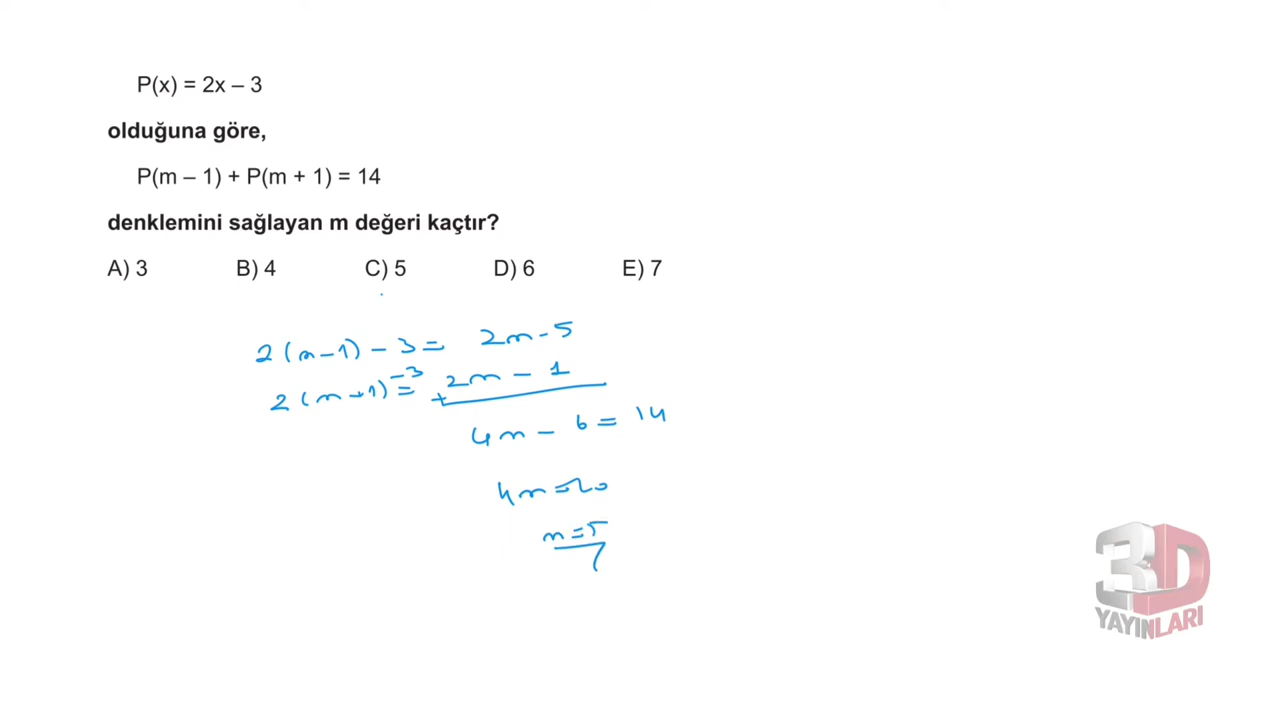 P(x) = 2x – 3
olduğuna göre,
P(m – 1) + P(m + 1) = 14
denklemini sağlayan m değeri kaçtır?
A) 3 B) 4 C) 5 D) 6 E) 7
2(m-1) - 3 = 2m - 5
2(m+1) -3 = + 2m - 1
4m - 6 = 14
4m = 20
m = 5
3D
YAYINLARI